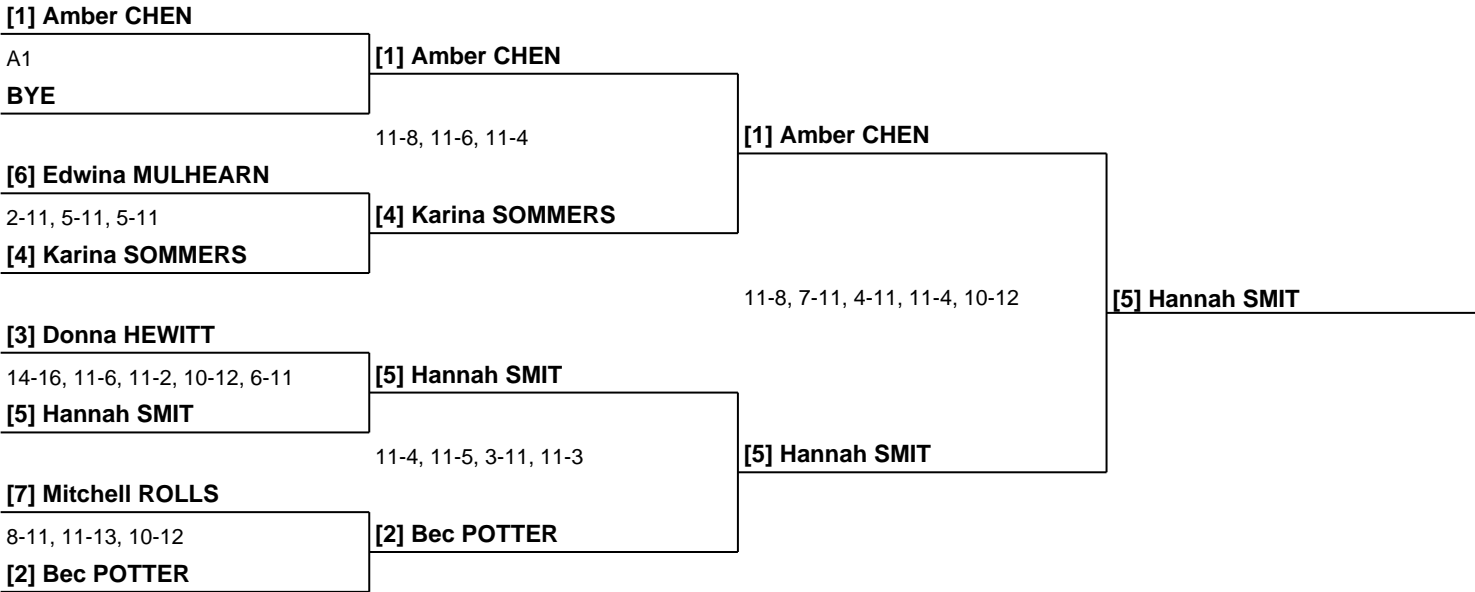 [1] Amber CHEN
A1
BYE
[6] Edwina MULHEARN
2-11, 5-11, 5-11
[4] Karina SOMMERS
[3] Donna HEWITT
14-16, 11-6, 11-2, 10-12, 6-11
[5] Hannah SMIT
[7] Mitchell ROLLS
8-11, 11-13, 10-12
[2] Bec POTTER
[1] Amber CHEN
11-8, 11-6, 11-4
[4] Karina SOMMERS
[5] Hannah SMIT
11-4, 11-5, 3-11, 11-3
[2] Bec POTTER
[1] Amber CHEN
11-8, 7-11, 4-11, 11-4, 10-12
[5] Hannah SMIT
[5] Hannah SMIT